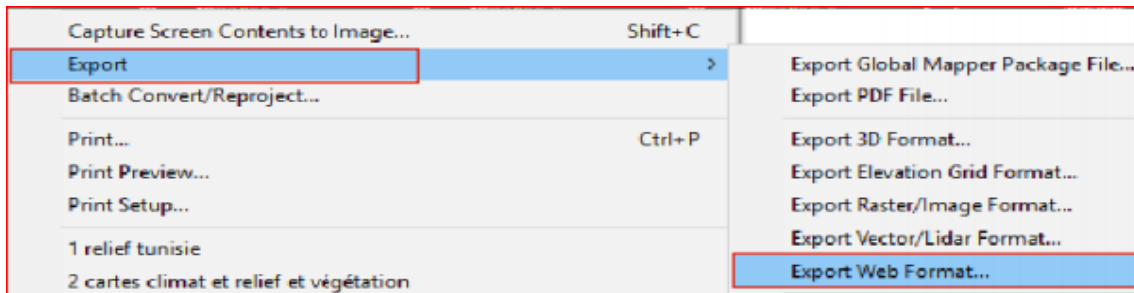 Capture Screen Contents to Image... Shift+C
Export >
Batch Convert/Reproject...
Print... Ctrl+P
Print Preview...
Print Setup...
1 relief tunisie
2 cartes climat et relief et végétation
Export Global Mapper Package File...
Export PDF File...
Export 3D Format...
Export Elevation Grid Format...
Export Raster/Image Format...
Export Vector/Lidar Format...
Export Web Format...